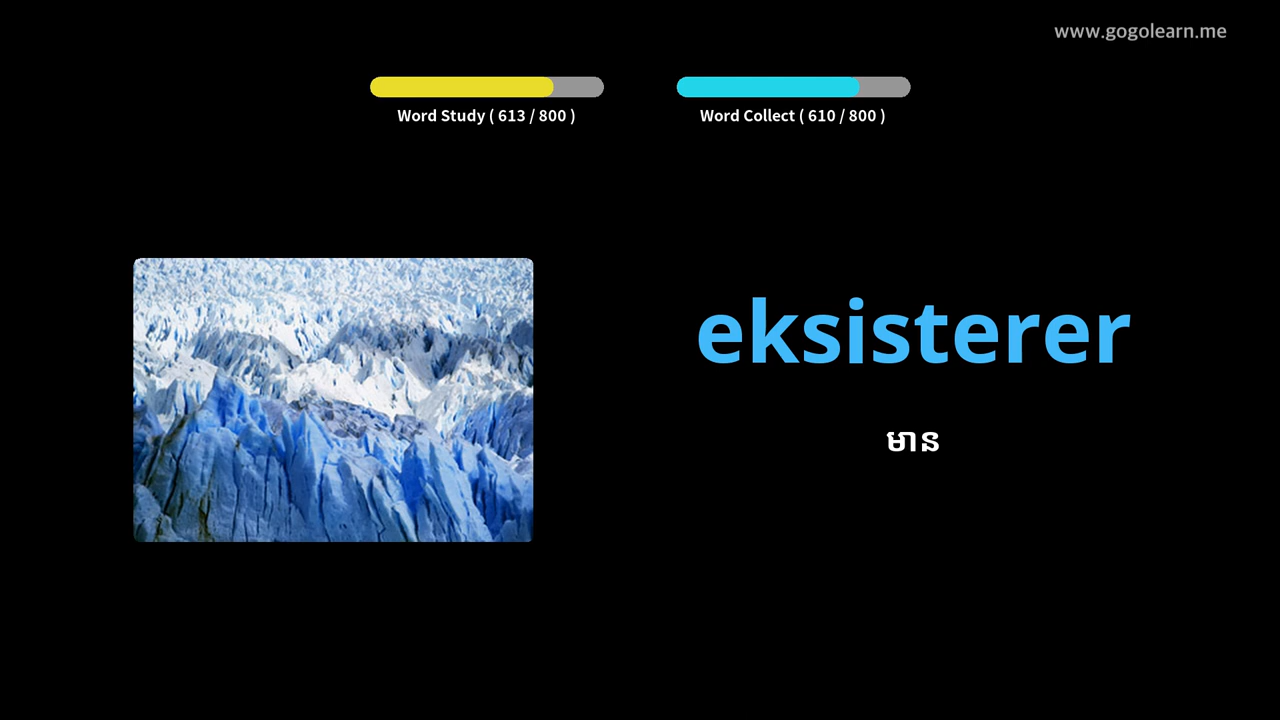 www.gogolearn.me
Word Study ( 613 / 800 )
Word Collect ( 610 / 800 )
eksisterer
មាន